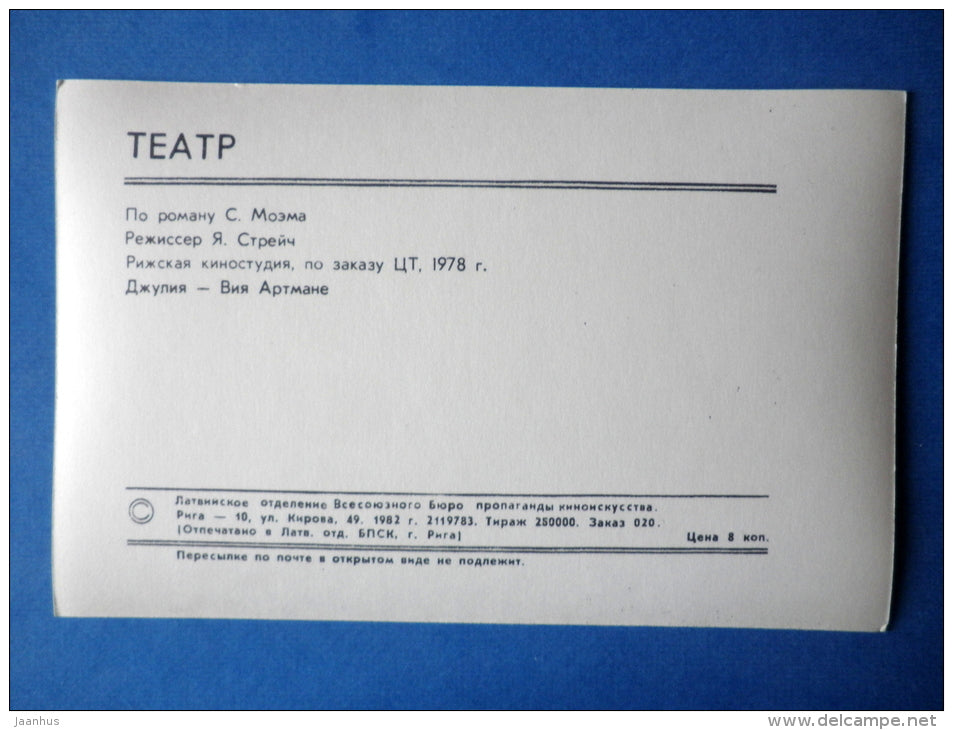 ТЕАТР
По роману С. Моэма
Режиссер Я. Стрейч
Рижская киностудия, по заказу ЦТ, 1978 г.
Джулия — Вия Артмане
© Латвийское отделение Всесоюзного Бюро пропаганды киноискусства.
Рига — 10, ул. Кирова, 49. 1982 г. 2119783. Тираж 250000. Заказ 020.
(Отпечатано в Латв. отд. БПСК, г. Рига) Цена 8 коп.
Пересылке по почте в открытом виде не подлежит.
jaanhus www.delcampe.net